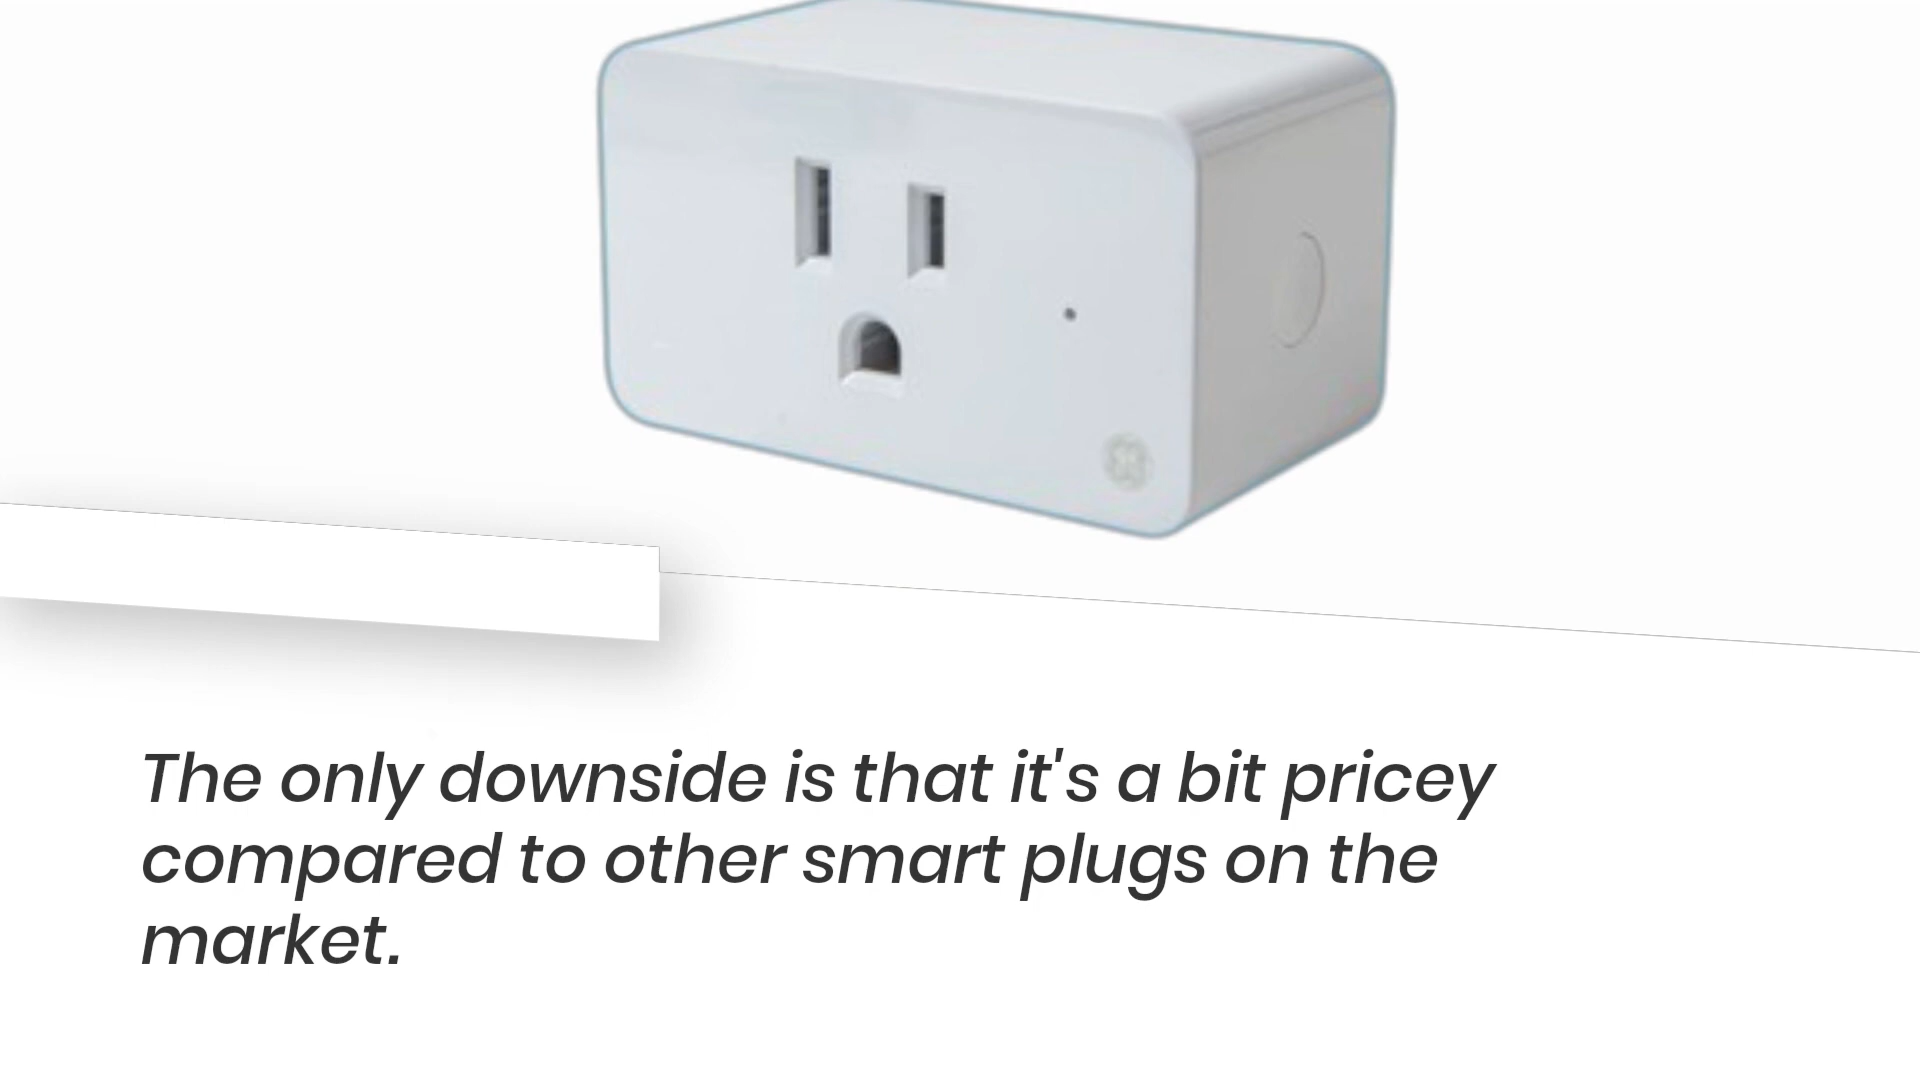 The only downside is that it's a bit pricey
compared to other smart plugs on the
market.